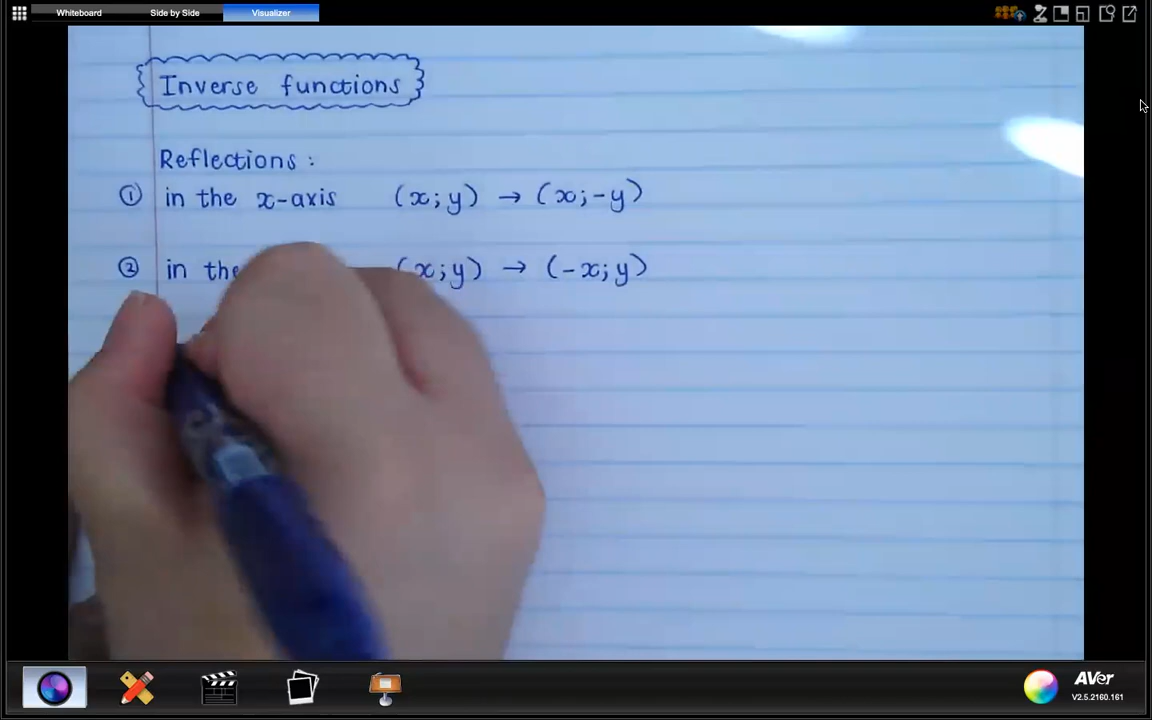 Whiteboard Side by Side Visualizer
Inverse functions
Reflections :
① in the x-axis (x;y) → (x;-y)
② in the (x;y) → (-x;y)
AVer
V2.5.2160.161